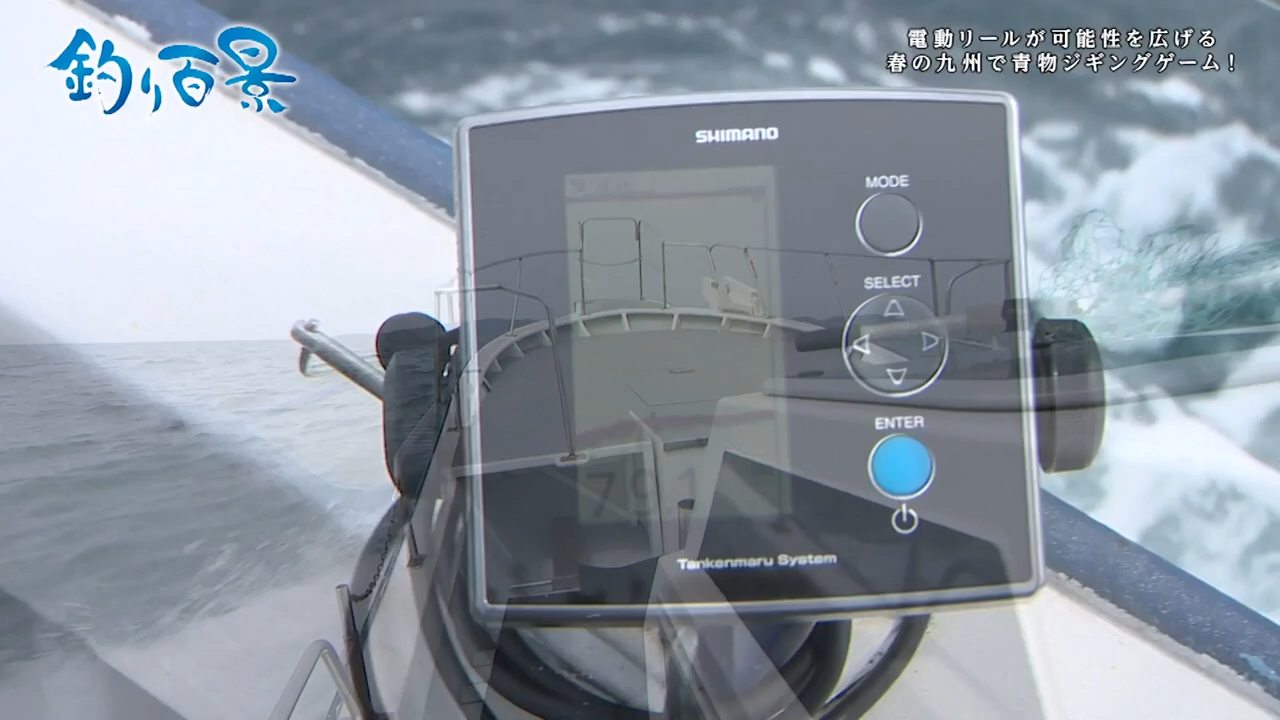 釣り百景
電動リールが可能性を広げる
春の九州で青物ジギングゲーム!
SHIMANO
MODE
SELECT
ENTER
791
Tankenmaru System